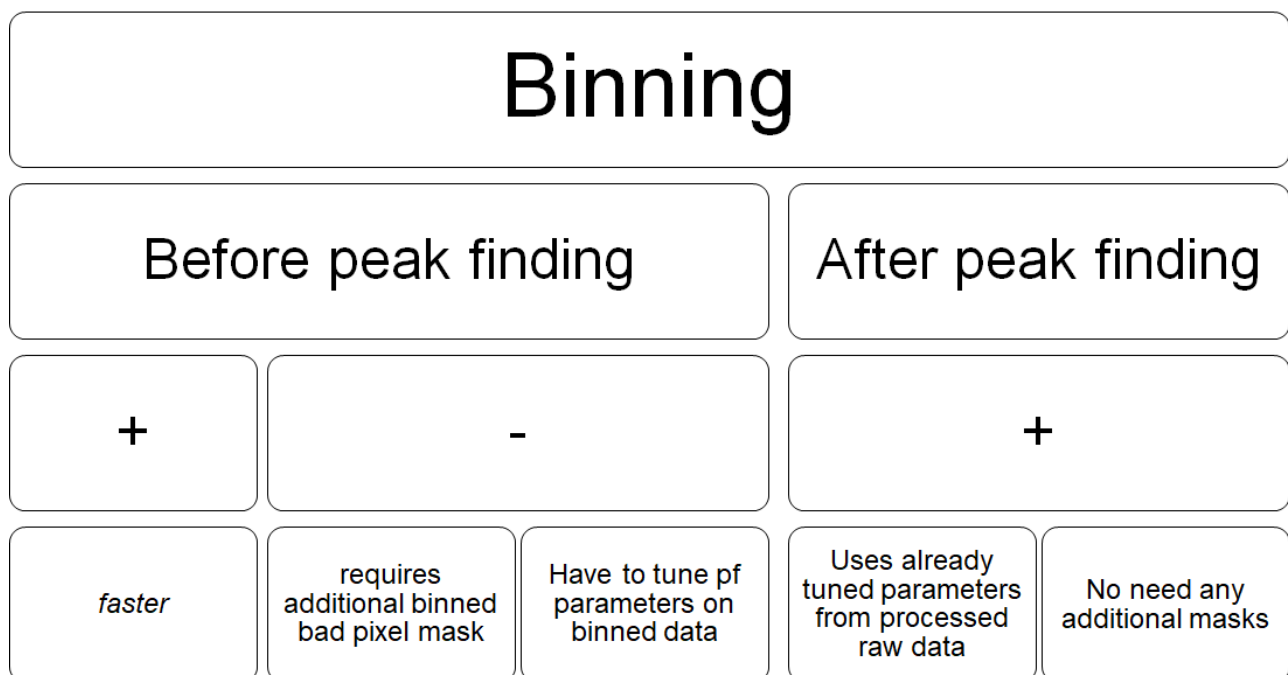 Binning
Before peak finding
After peak finding
+
-
+
faster
requires
additional binned
bad pixel mask
Have to tune pf
parameters on
binned data
Uses already
tuned parameters
from processed
raw data
No need any
additional masks